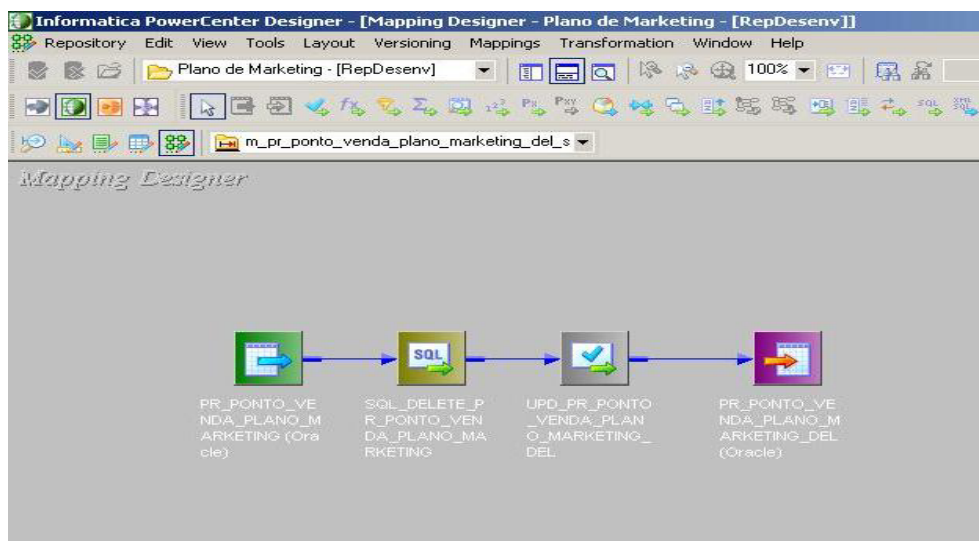 Informatica PowerCenter Designer - [Mapping Designer - Plano de Marketing - [RepDesenv]]
Repository Edit View Tools Layout Versioning Mappings Transformation Window Help
Plano de Marketing - [RepDesenv] 100%
m_pr_ponto_venda_plano_marketing_del_s
Mapping Designer
SQL
PR_PONTO_VE
NDA_PLANO_M
ARKETING (Ora
cle)
SQL_DELETE_P
R_PONTO_VEN
DA_PLANO_MA
RKETING
UPD_PR_PONTO
_VENDA_PLAN
O_MARKETING_
DEL
PR_PONTO_VE
NDA_PLANO_M
ARKETING_DEL
(Oracle)